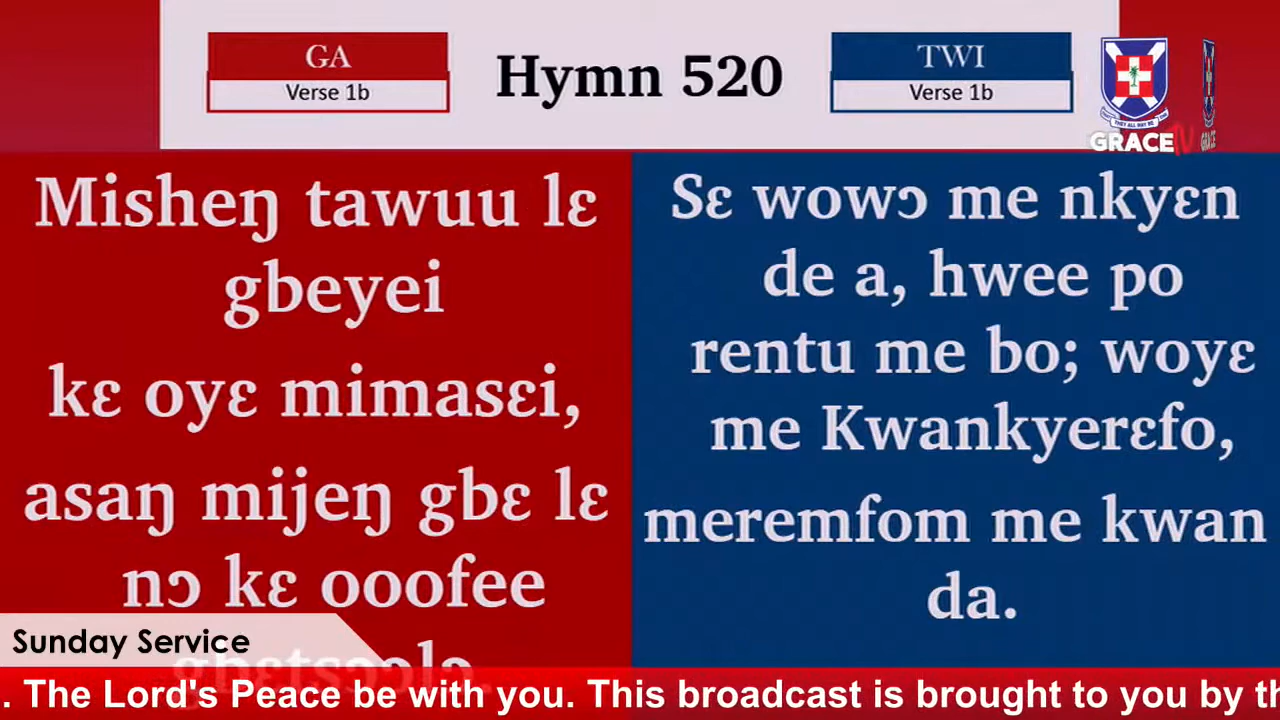 GA
Verse 1b
Hymn 520
TWI
Verse 1b
GRACE TV
Misheŋ tawuu lɛ
gbeyei
kɛ oyɛ mimasɛi,
asaŋ mijeŋ gbɛ lɛ
nɔ kɛ ooofee
gbɛtsɔɔlɔ.
Sɛ wowɔ me nkyɛn
de a, hwee po
rentu me bo; woyɛ
me Kwankyerɛfo,
meremfom me kwan
da.
Sunday Service
. The Lord's Peace be with you. This broadcast is brought to you by th